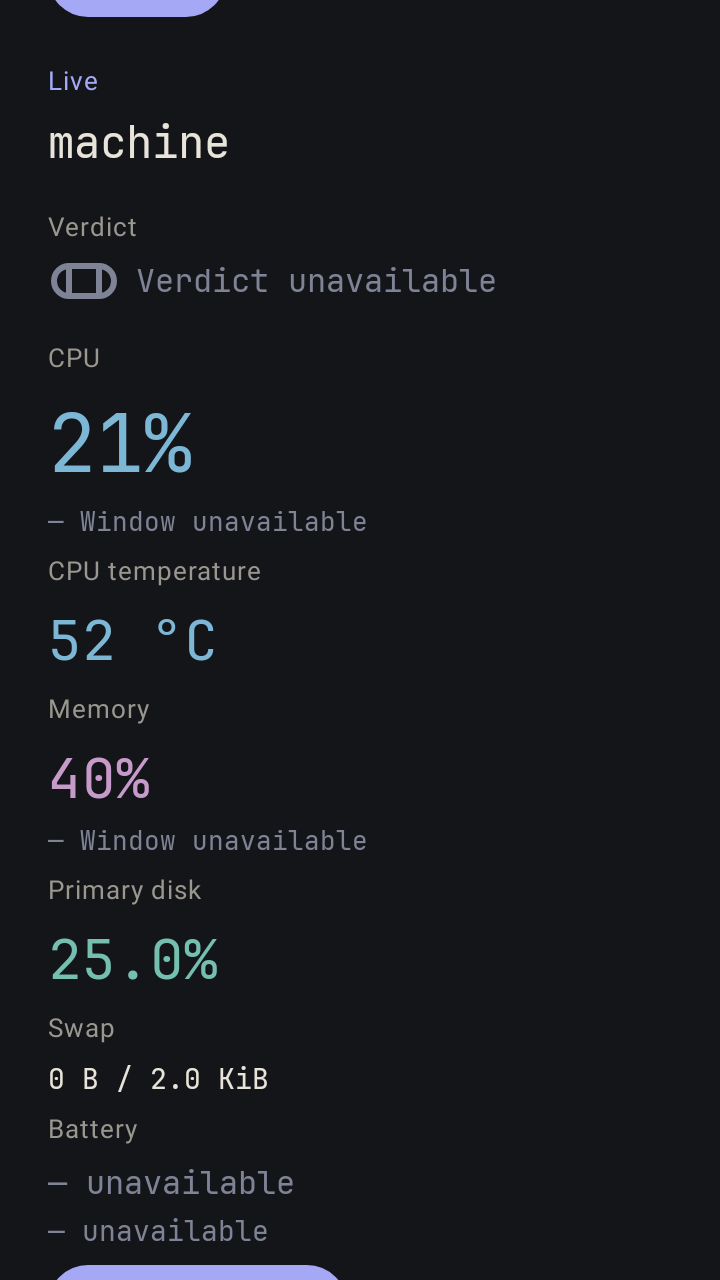 Live
machine
Verdict
Verdict unavailable
CPU
21%
— Window unavailable
CPU temperature
52 °C
Memory
40%
— Window unavailable
Primary disk
25.0%
Swap
0 B / 2.0 KiB
Battery
— unavailable
— unavailable